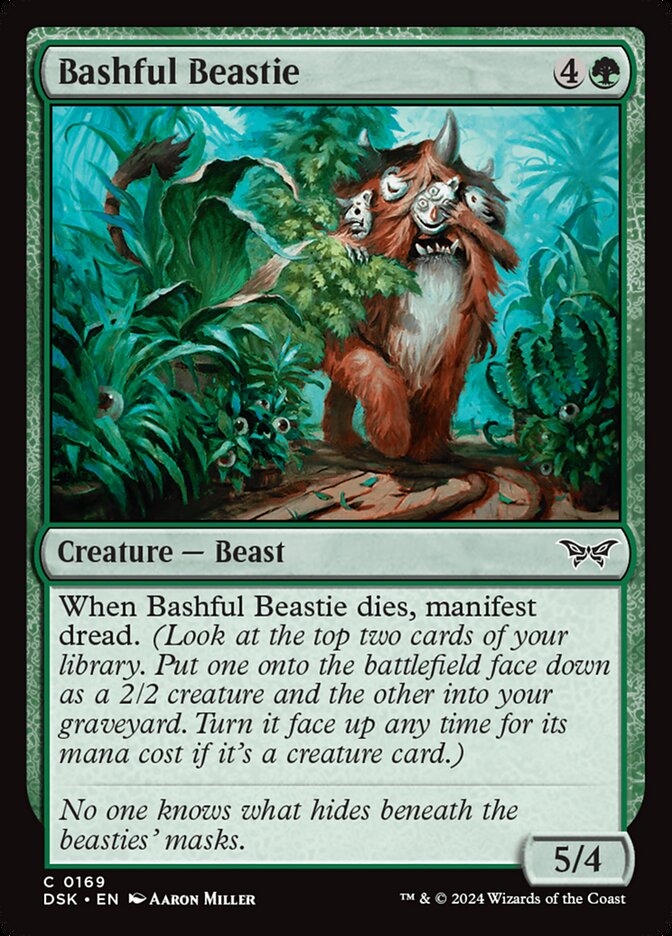 Bashful Beastie 4
Creature — Beast
When Bashful Beastie dies, manifest
dread. (Look at the top two cards of your
library. Put one onto the battlefield face down
as a 2/2 creature and the other into your
graveyard. Turn it face up any time for its
mana cost if it's a creature card.)
No one knows what hides beneath the
beasties' masks.
5/4
C 0169
DSK • EN Aaron Miller
™ & © 2024 Wizards of the Coast